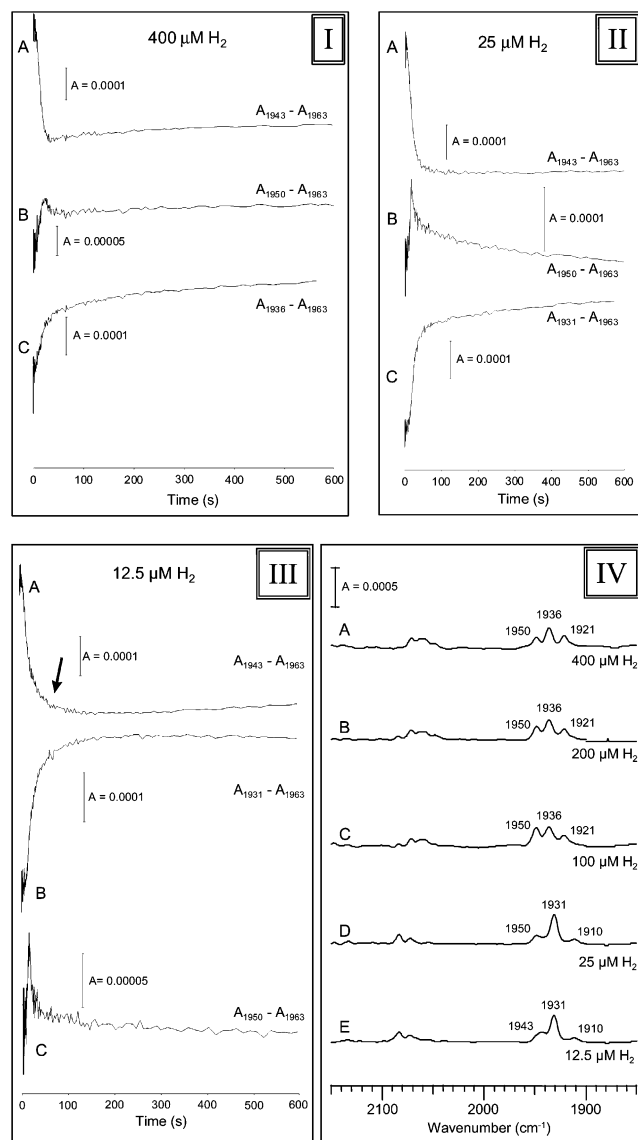 400 µM H2
I
A
A = 0.0001
A1943 - A1963
A1950 - A1963
B
A = 0.00005
A1936 - A1963
A = 0.0001
C
0 100 200 300 400 500 600
Time (s)
25 µM H2
II
A
A = 0.0001
A1943 - A1963
B
A = 0.0001
A1950 - A1963
A1931 - A1963
A = 0.0001
C
0 100 200 300 400 500 600
Time (s)
12.5 µM H2
III
A
A = 0.0001
A1943 - A1963
A = 0.0001
A1931 - A1963
B
A= 0.00005
A1950 - A1963
C
0 100 200 300 400 500 600
Time (s)
IV
A = 0.0005
A
1950 1936 1921
400 µM H2
B
1950 1936 1921
200 µM H2
C
1950 1936 1921
100 µM H2
D
1950 1931 1910
25 µM H2
E
1943 1931 1910
12.5 µM H2
2100 2000 1900
Wavenumber (cm-1)